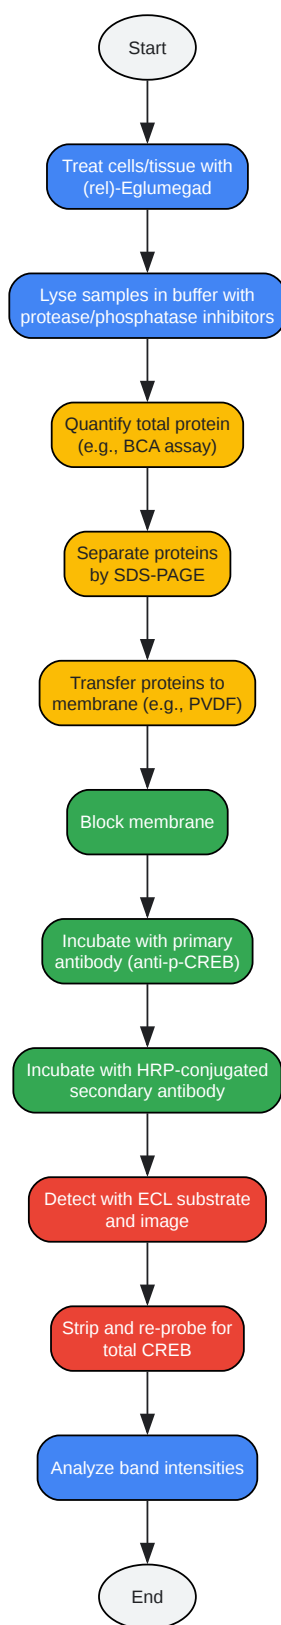 Start
Treat cells/tissue with
(rel)-Eglumegad
Lyse samples in buffer with
protease/phosphatase inhibitors
Quantify total protein
(e.g., BCA assay)
Separate proteins
by SDS-PAGE
Transfer proteins to
membrane (e.g., PVDF)
Block membrane
Incubate with primary
antibody (anti-p-CREB)
Incubate with HRP-conjugated
secondary antibody
Detect with ECL substrate
and image
Strip and re-probe for
total CREB
Analyze band intensities
End